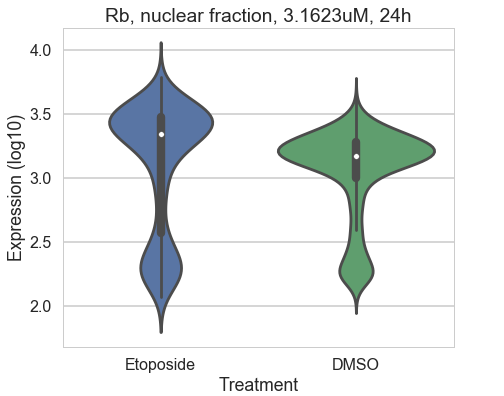 Rb, nuclear fraction, 3.1623uM, 24h
4.0
3.5
3.0
2.5
2.0
Expression (log10)
Etoposide
DMSO
Treatment